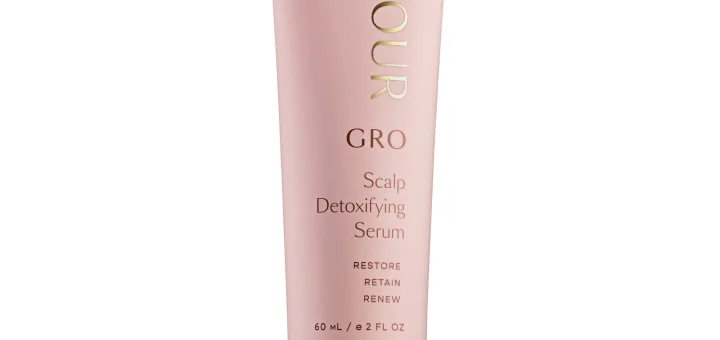 OUR
GRO
Scalp
Detoxifying
Serum
RESTORE
RETAIN
RENEW
60 mL / e 2 FL OZ